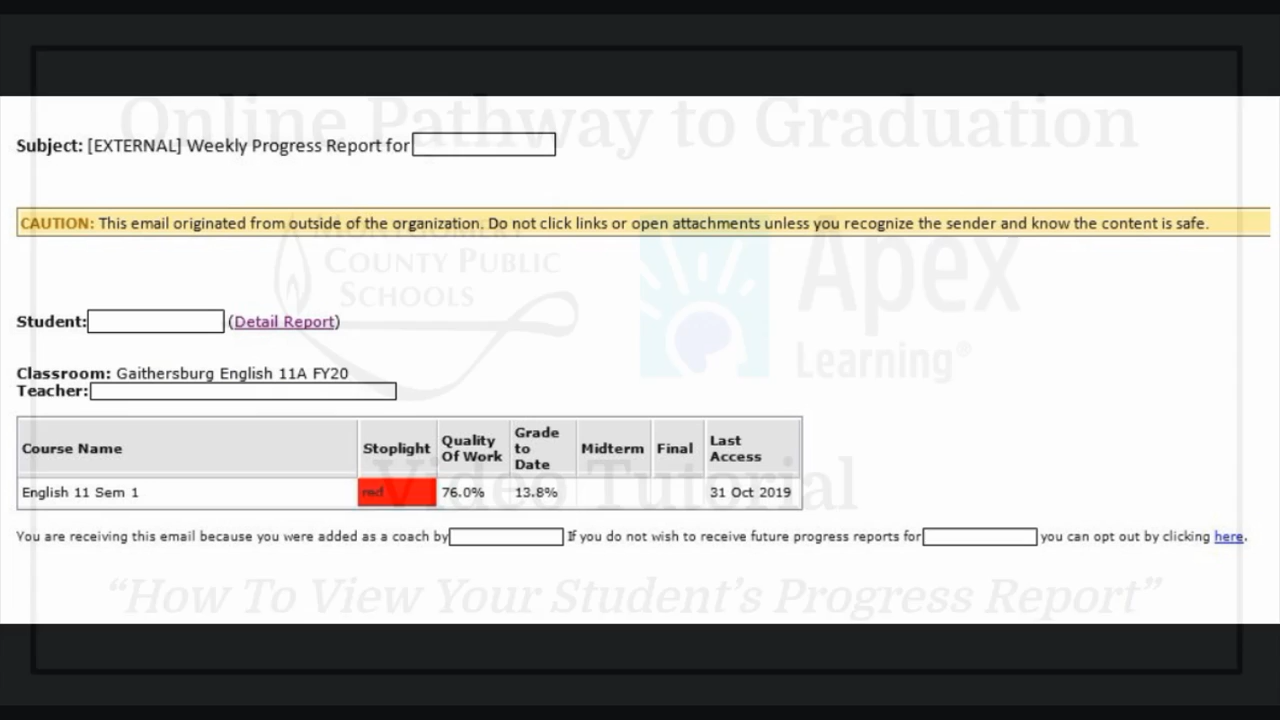 Online Pathway to Graduation
Subject: [EXTERNAL] Weekly Progress Report for
CAUTION: This email originated from outside of the organization. Do not click links or open attachments unless you recognize the sender and know the content is safe.
MONTGOMERY
COUNTY PUBLIC
SCHOOLS
Apex
Learning®
Student: (Detail Report)
Classroom: Gaithersburg English 11A FY20
Teacher:
Course Name Stoplight Quality Of Work Grade to Date Midterm Final Last Access
English 11 Sem 1 red 76.0% 13.8% 31 Oct 2019
Video Tutorial
You are receiving this email because you were added as a coach by If you do not wish to receive future progress reports for you can opt out by clicking here.
“How To View Your Student’s Progress Report”